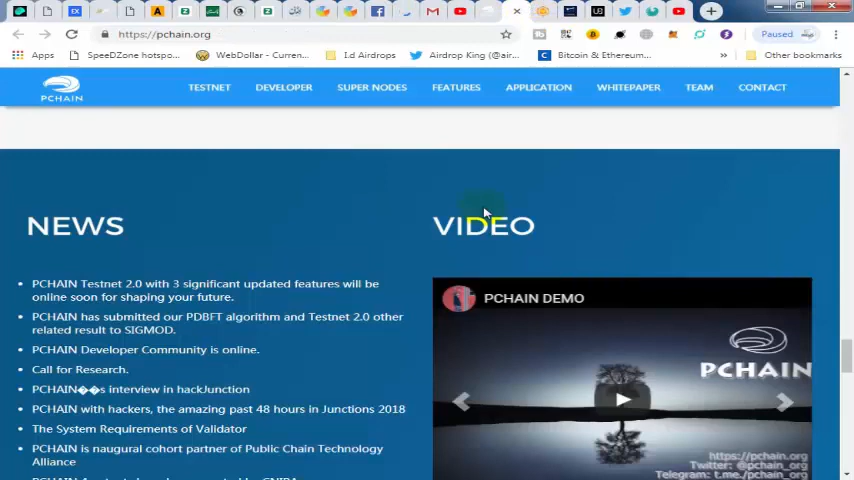 https://pchain.org
Paused
Apps
SpeedZone hotspo...
WebDollar - Curren...
I.d Airdrops
Airdrop King (@air...
Bitcoin & Ethereum...
Other bookmarks
PCHAIN
TESTNET
DEVELOPER
SUPER NODES
FEATURES
APPLICATION
WHITEPAPER
TEAM
CONTACT
NEWS
PCHAIN Testnet 2.0 with 3 significant updated features will be
online soon for shaping your future.
PCHAIN has submitted our PDBFT algorithm and Testnet 2.0 other
related result to SIGMOD.
PCHAIN Developer Community is online.
Call for Research.
PCHAIN��s interview in hackJunction
PCHAIN with hackers, the amazing past 48 hours in Junctions 2018
The System Requirements of Validator
PCHAIN is naugural cohort partner of Public Chain Technology
Alliance
VIDEO
PCHAIN DEMO
PCHAIN
https://pchain.org
Twitter: @pchain_org
Telegram: t.me/pchain_org